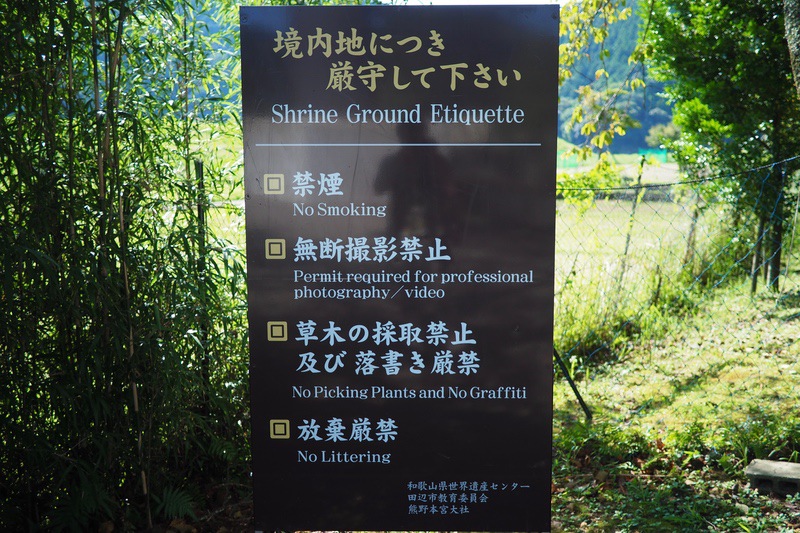 境内地につき
厳守して下さい
Shrine Ground Etiquette
禁煙
No Smoking
無断撮影禁止
Permit required for professional
photography／video
草木の採取禁止
及び 落書き厳禁
No Picking Plants and No Graffiti
放棄厳禁
No Littering
和歌山県世界遺産センター
田辺市教育委員会
熊野本宮大社